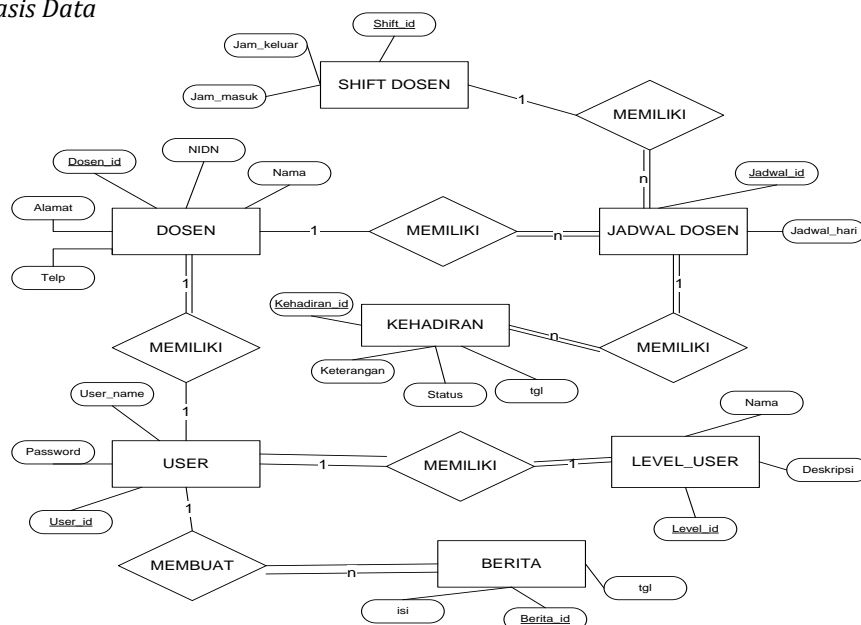 asis Data
Shift_id
Jam_keluar
SHIFT DOSEN
Jam_masuk
1
MEMILIKI
n
NIDN
Dosen_id
Nama
Jadwal_id
Alamat
DOSEN
1
MEMILIKI
n
JADWAL DOSEN
Jadwal_hari
Telp
1
1
Kehadiran_id
KEHADIRAN
n
MEMILIKI
MEMILIKI
Keterangan
Status
tgl
User_name
1
Nama
Password
USER
1
MEMILIKI
1
LEVEL_USER
Deskripsi
User_id
1
Level_id
MEMBUAT
n
BERITA
tgl
isi
Berita_id